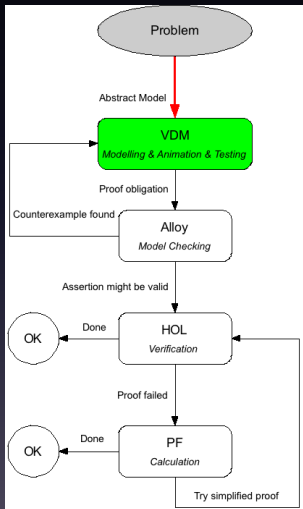 Problem
Abstract Model
VDM
Modelling & Animation & Testing
Proof obligation
Counterexample found
Alloy
Model Checking
Assertion might be valid
OK
Done
HOL
Verification
Proof failed
OK
Done
PF
Calculation
Try simplified proof